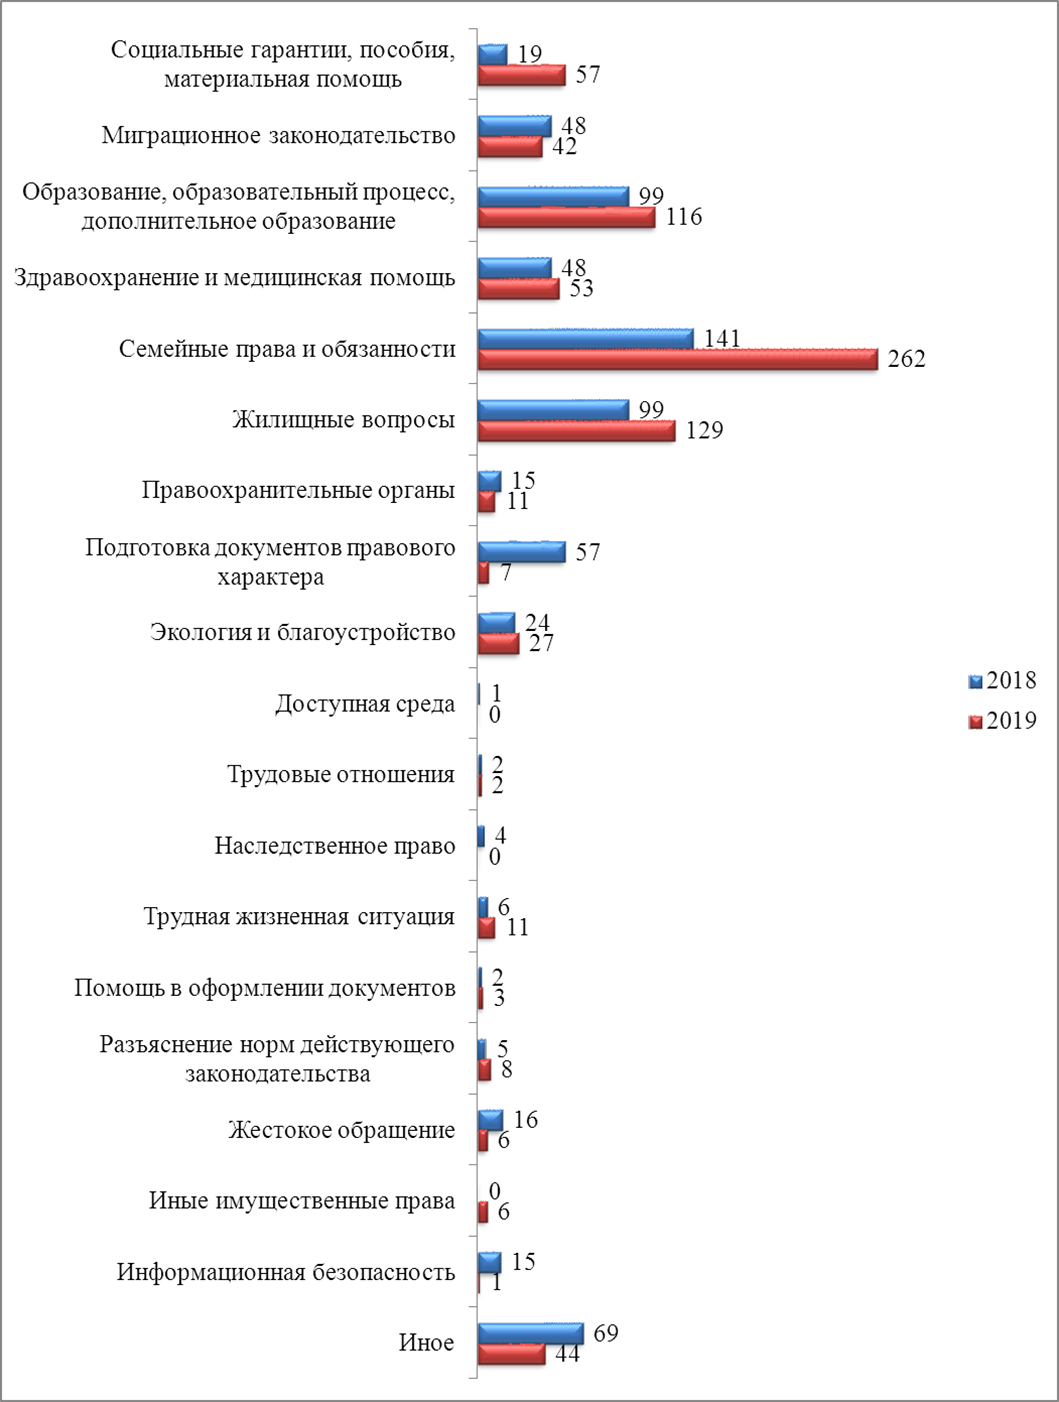 Социальные гарантии, пособия,
материальная помощь
19
57
Миграционное законодательство
48
42
Образование, образовательный процесс,
дополнительное образование
99
116
Здравоохранение и медицинская помощь
48
53
Семейные права и обязанности
141
262
Жилищные вопросы
99
129
Правоохранительные органы
15
11
Подготовка документов правового
характера
57
7
Экология и благоустройство
24
27
Доступная среда
1
0
Трудовые отношения
2
2
Наследственное право
4
0
Трудная жизненная ситуация
6
11
Помощь в оформлении документов
2
3
Разъяснение норм действующего
законодательства
5
8
Жестокое обращение
16
6
Иные имущественные права
0
6
Информационная безопасность
15
1
Иное
69
44
2018
2019